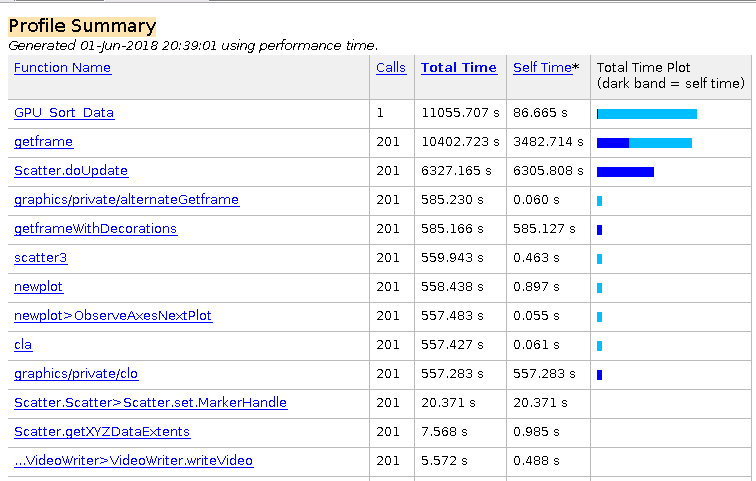 Profile Summary
Generated 01-Jun-2018 20:39:01 using performance time.
Function Name Calls Total Time Self Time* Total Time Plot
(dark band = self time)
GPU_Sort_Data 1 11055.707 s 86.665 s
getframe 201 10402.723 s 3482.714 s
Scatter.doUpdate 201 6327.165 s 6305.808 s
graphics/private/alternateGetframe 201 585.230 s 0.060 s
getframeWithDecorations 201 585.166 s 585.127 s
scatter3 201 559.943 s 0.463 s
newplot 201 558.438 s 0.897 s
newplot>ObserveAxesNextPlot 201 557.483 s 0.055 s
cla 201 557.427 s 0.061 s
graphics/private/clo 201 557.283 s 557.283 s
Scatter.Scatter>Scatter.set.MarkerHandle 201 20.371 s 20.371 s
Scatter.getXYZDataExtents 201 7.568 s 0.985 s
...VideoWriter>VideoWriter.writeVideo 201 5.572 s 0.488 s